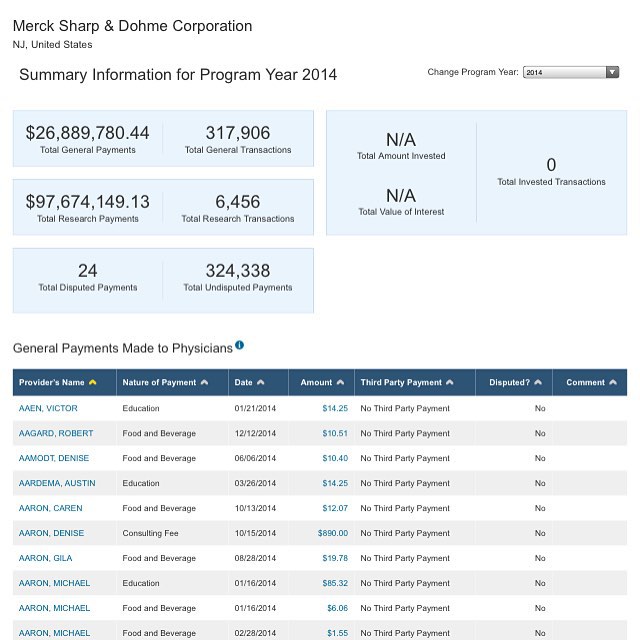 Merck Sharp & Dohme Corporation
NJ, United States
Summary Information for Program Year 2014
Change Program Year: 2014
$26,889,780.44 317,906
Total General Payments Total General Transactions
N/A
Total Amount Invested
0
Total Invested Transactions
N/A
Total Value of Interest
$97,674,149.13 6,456
Total Research Payments Total Research Transactions
24 324,338
Total Disputed Payments Total Undisputed Payments
General Payments Made to Physicians i
Provider's Name Nature of Payment Date Amount Third Party Payment Disputed? Comment
AAEN, VICTOR Education 01/21/2014 $14.25 No Third Party Payment No
AAGARD, ROBERT Food and Beverage 12/12/2014 $10.51 No Third Party Payment No
AAMODT, DENISE Food and Beverage 06/06/2014 $10.40 No Third Party Payment No
AARDEMA, AUSTIN Education 03/26/2014 $14.25 No Third Party Payment No
AARON, CAREN Food and Beverage 10/13/2014 $12.07 No Third Party Payment No
AARON, DENISE Consulting Fee 10/15/2014 $890.00 No Third Party Payment No
AARON, GILA Food and Beverage 08/28/2014 $19.78 No Third Party Payment No
AARON, MICHAEL Education 01/16/2014 $85.32 No Third Party Payment No
AARON, MICHAEL Food and Beverage 01/16/2014 $6.06 No Third Party Payment No
AARON, MICHAEL Food and Beverage 02/28/2014 $1.55 No Third Party Payment No